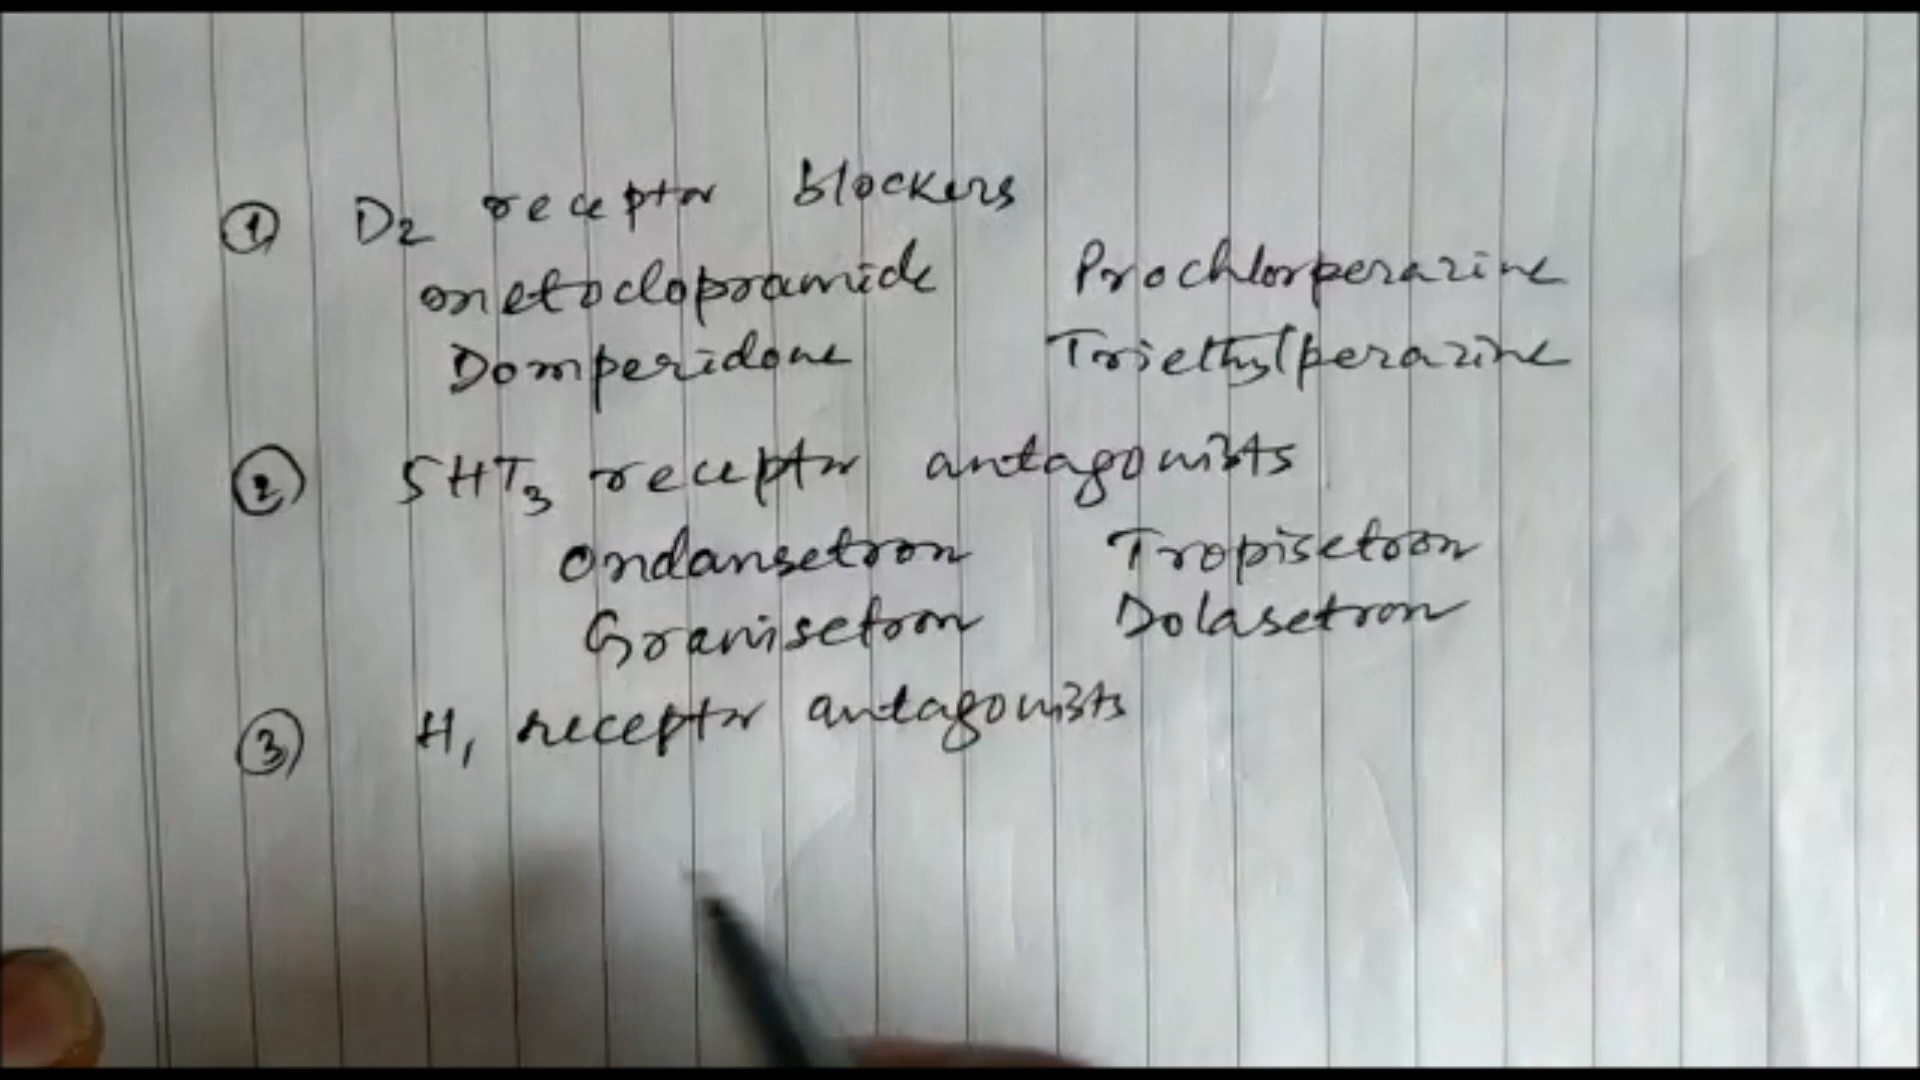 ① D2 receptor blockers
metoclopramide Prochlorperazine
Domperidone Triethylperazine
② 5HT3 receptor antagonists
Ondansetron Tropisetron
Granisetron Dolasetron
③ H1 receptor antagonists